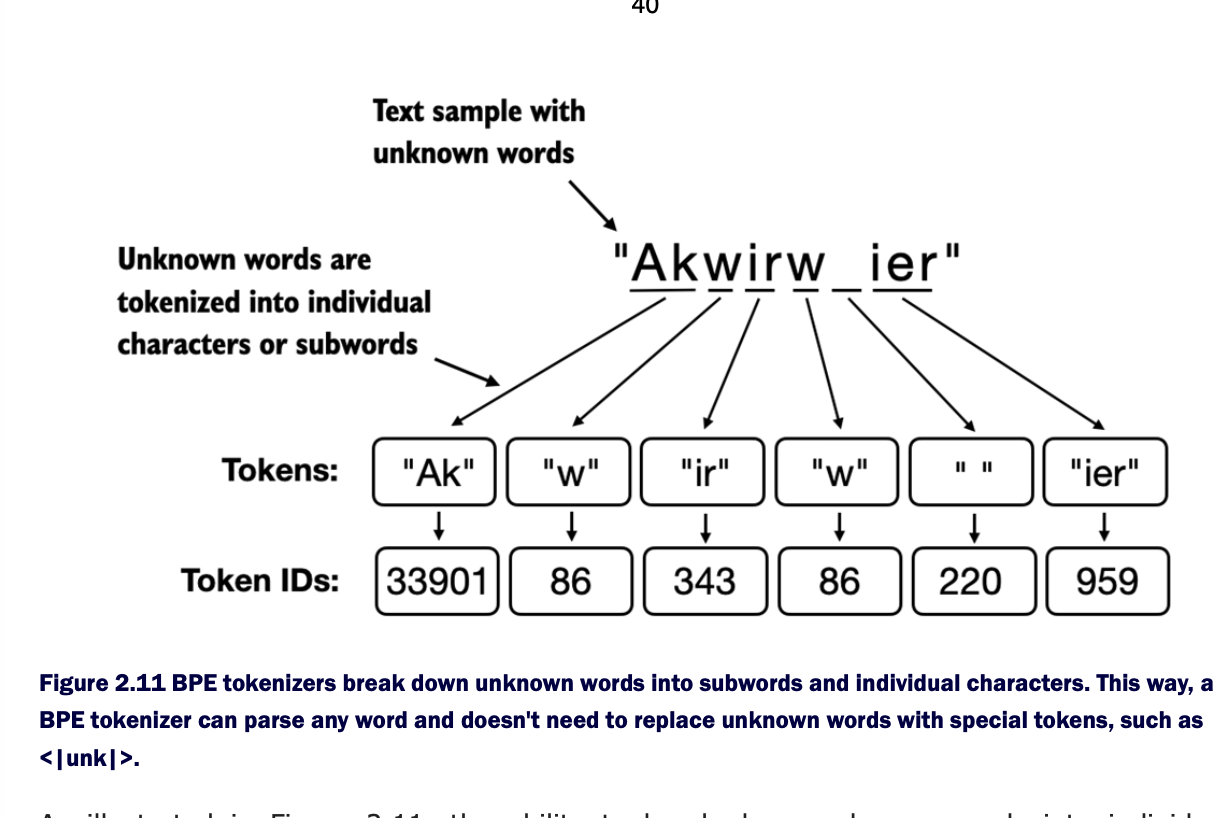 40
Text sample with
unknown words
"Akwirw ier"
Unknown words are
tokenized into individual
characters or subwords
Tokens: "Ak" "w" "ir" "w" " " "ier"
Token IDs: 33901 86 343 86 220 959
Figure 2.11 BPE tokenizers break down unknown words into subwords and individual characters. This way, a
BPE tokenizer can parse any word and doesn't need to replace unknown words with special tokens, such as
<|unk|>.